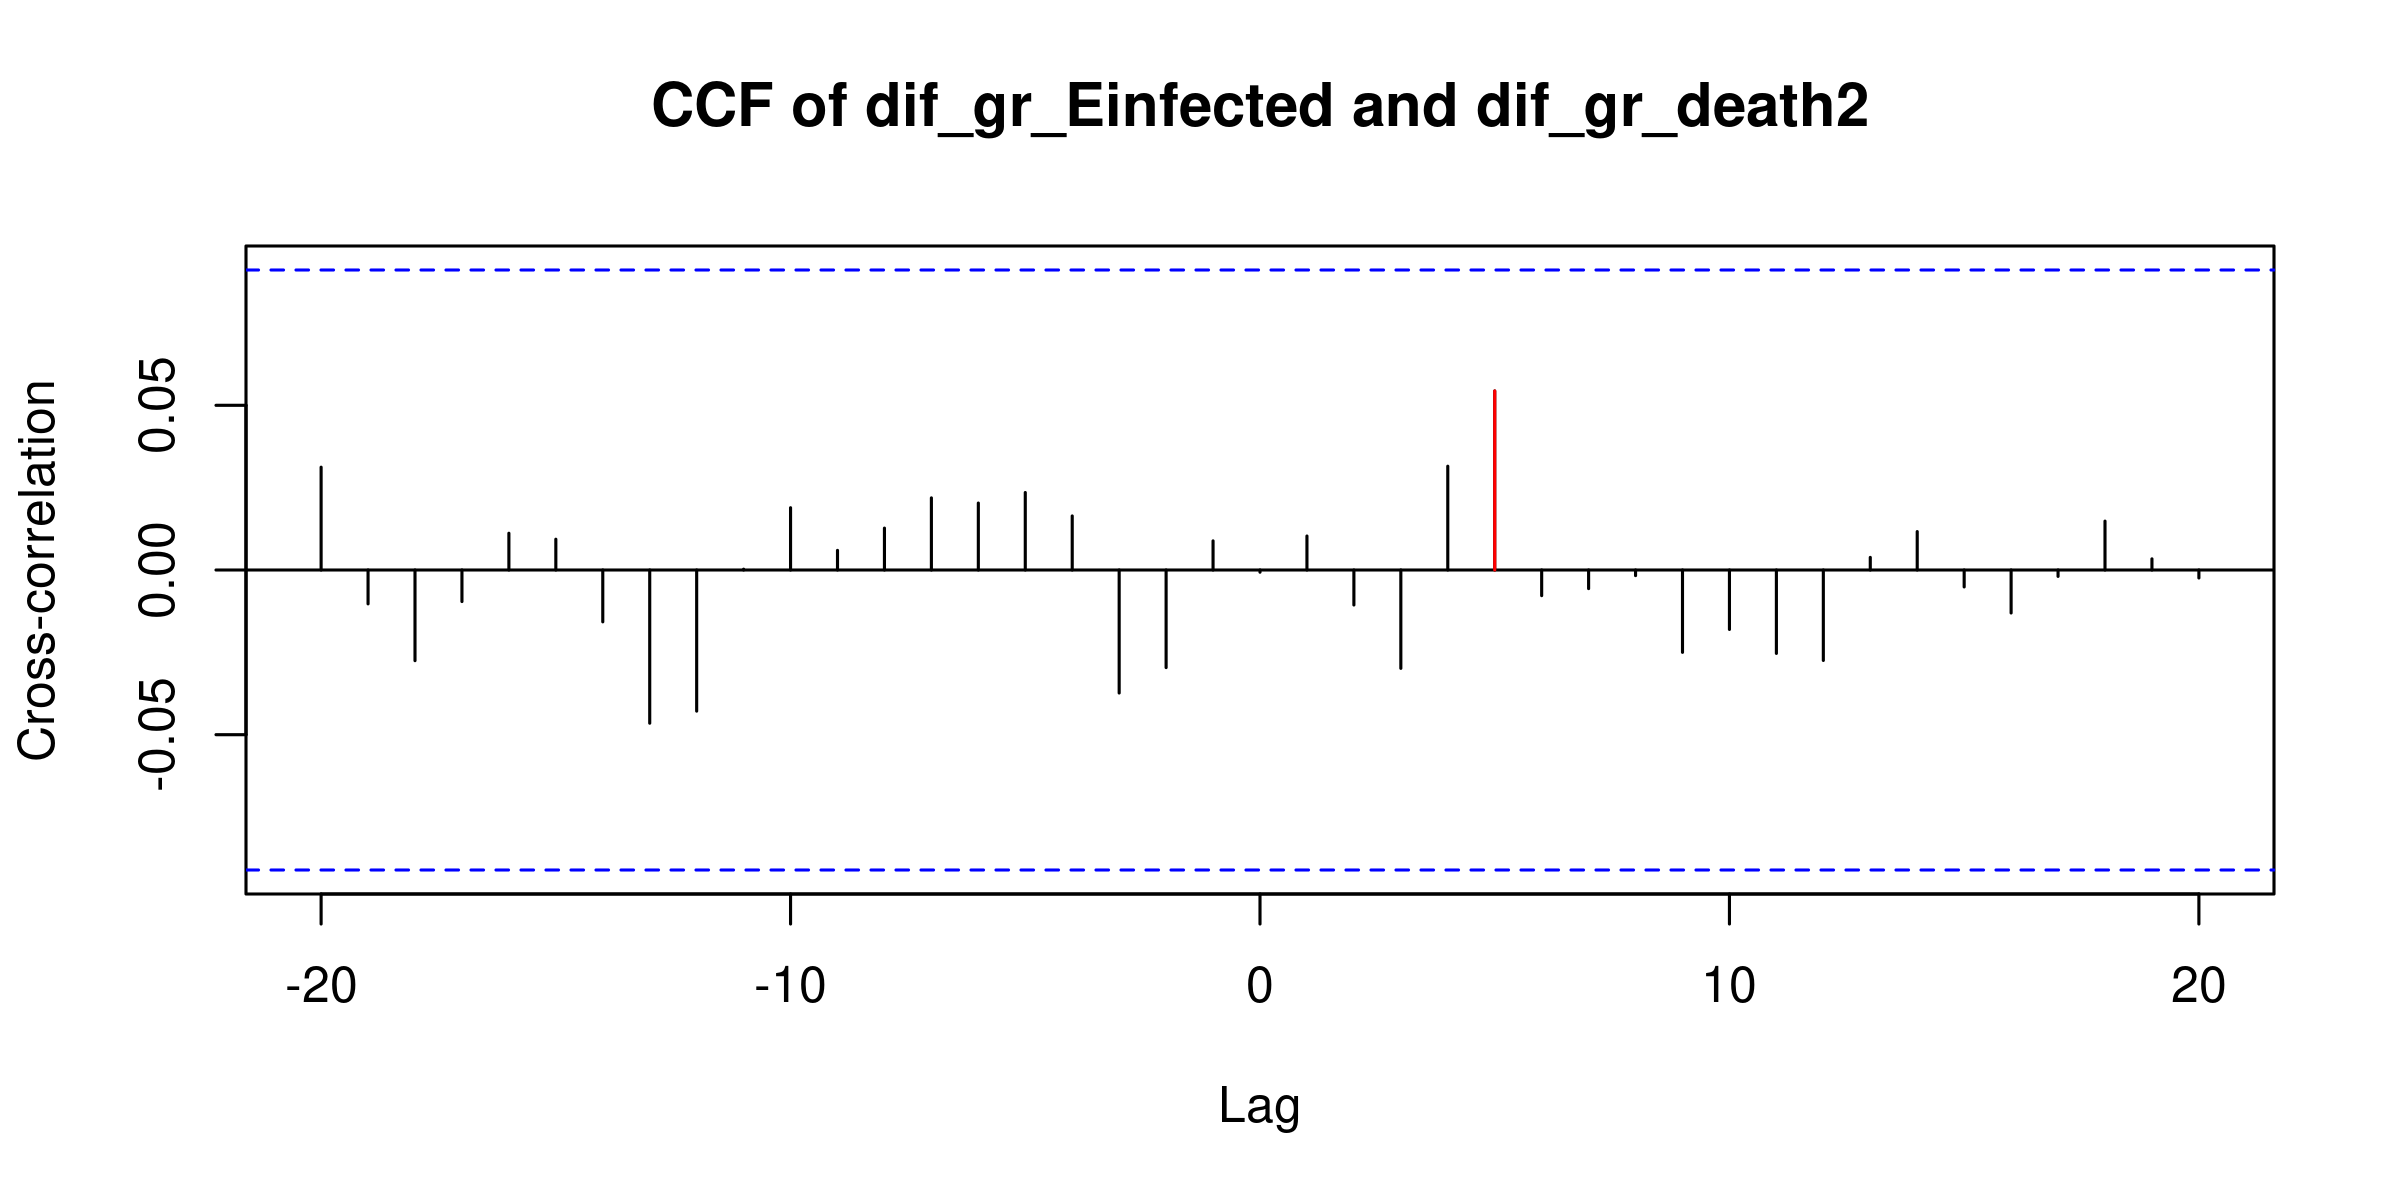 CCF of dif_gr_Einfected and dif_gr_death2
Cross-correlation
0.05
0.00
-0.05
-20
-10
0
10
20
Lag